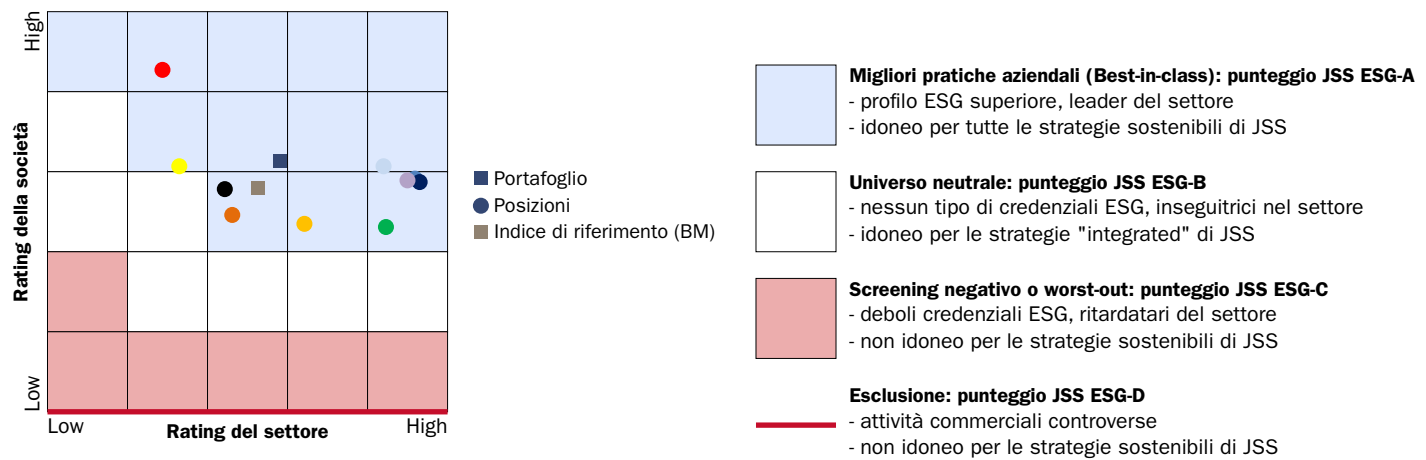 High
Rating della società
Low
Low
Rating del settore
High
Portafoglio
Posizioni
Indice di riferimento (BM)
Migliori pratiche aziendali (Best-in-class): punteggio JSS ESG-A
- profilo ESG superiore, leader del settore
- idoneo per tutte le strategie sostenibili di JSS
Universo neutrale: punteggio JSS ESG-B
- nessun tipo di credenziali ESG, inseguitrici nel settore
- idoneo per le strategie "integrated" di JSS
Screening negativo o worst-out: punteggio JSS ESG-C
- deboli credenziali ESG, ritardatari del settore
- non idoneo per le strategie sostenibili di JSS
Esclusione: punteggio JSS ESG-D
- attività commerciali controverse
- non idoneo per le strategie sostenibili di JSS